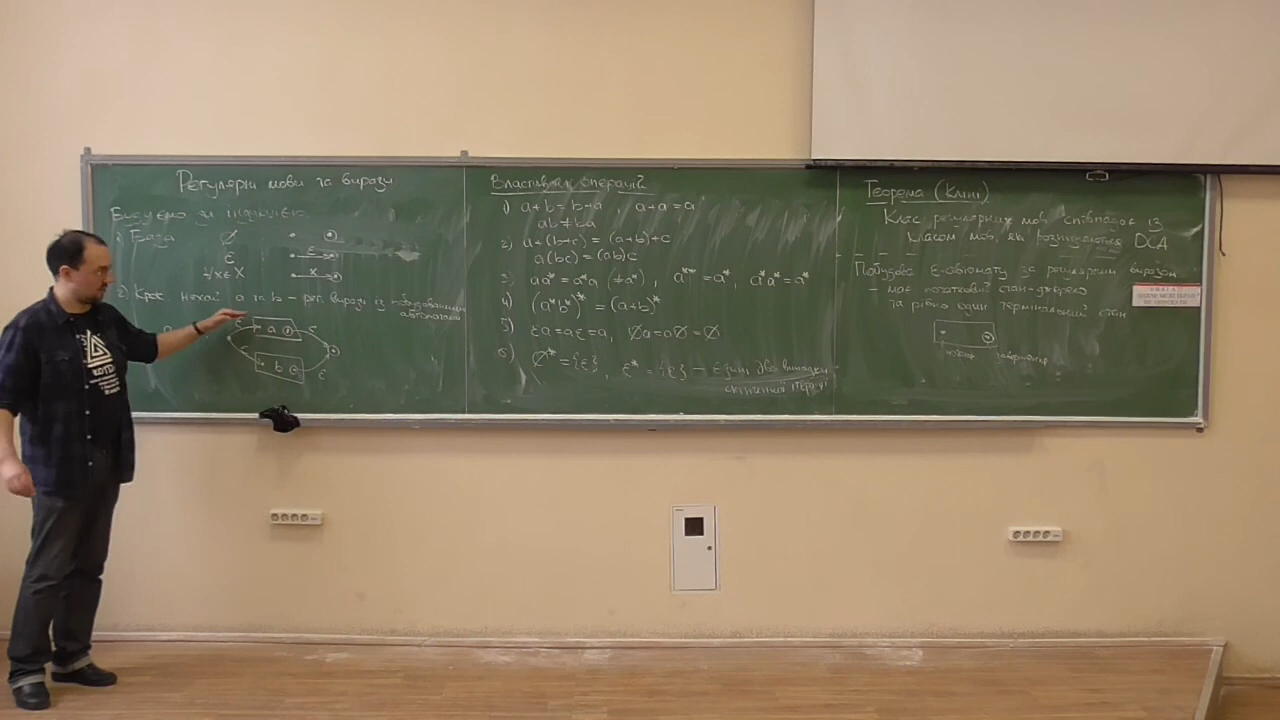 Регулярні мови та вирази
Будуємо за індукцією
1) База ∅
ε ε
∀x∈X x
2) Крок. Нехай a та b – рег. вирази із побудованими
автоматами
ε a ε
b ε
Властивості операцій
1) a+b = b+a a+a = a
ab ≠ ba
2) a+(b+c) = (a+b)+c
a(bc) = (ab)c
3) aa* = a*a (≠a*), a** = a*, a*a* = a*
4) (a*b*)* = (a+b)*
5) εa = aε = a, ∅a = a∅ = ∅
6) ∅* = {ε}, ε* = {ε} – єдині два випадки
скінченної ітерації
Теорема (Кліні)
Клас регулярних мов співпадає із
класом мов, які розпізнаються ДСА
Побудова ε-автомату за регулярним виразом
– має початковий стан-джерело
та рівно один термінальний стан